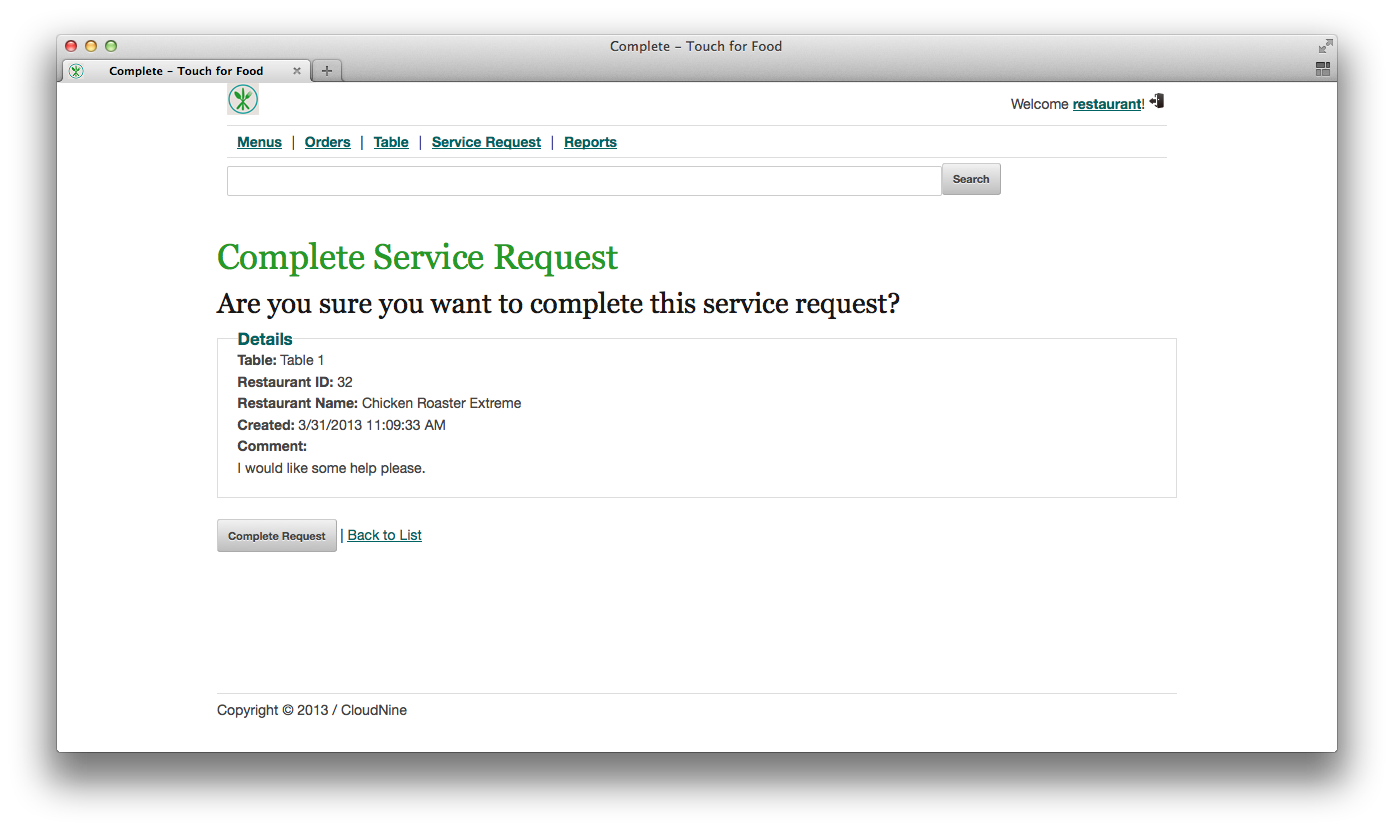 Complete – Touch for Food
Complete – Touch for Food
Welcome restaurant!
Menus | Orders | Table | Service Request | Reports
Search
Complete Service Request
Are you sure you want to complete this service request?
Details
Table: Table 1
Restaurant ID: 32
Restaurant Name: Chicken Roaster Extreme
Created: 3/31/2013 11:09:33 AM
Comment:
I would like some help please.
Complete Request | Back to List
Copyright © 2013 / CloudNine